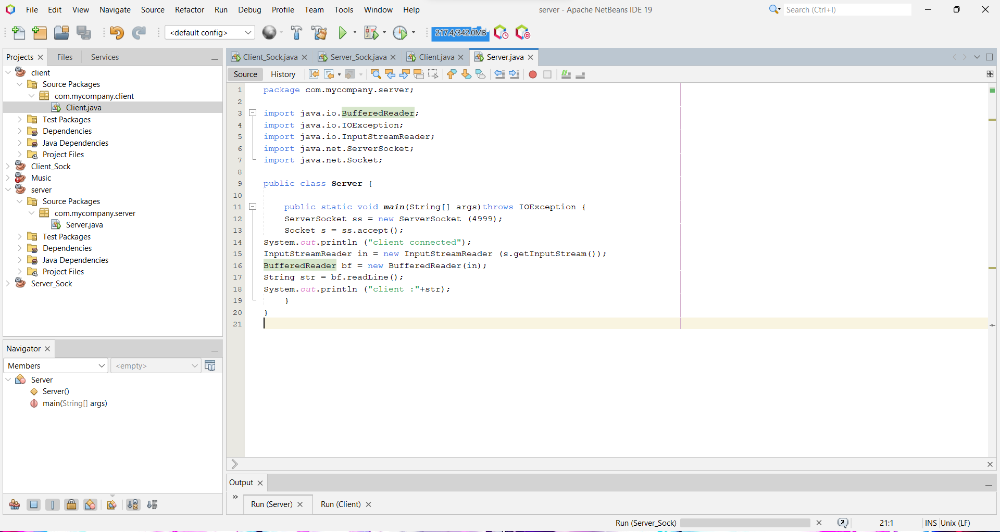 File Edit View Navigate Source Refactor Run Debug Profile Team Tools Window Help
server - Apache NetBeans IDE 19
Search (Ctrl+I)
<default config>
217.4/342.0MB
Projects Files Services
client
Source Packages
com.mycompany.client
Client.java
Test Packages
Dependencies
Java Dependencies
Project Files
Client_Sock
Music
server
Source Packages
com.mycompany.server
Server.java
Test Packages
Dependencies
Java Dependencies
Project Files
Server_Sock
Navigator
Members <empty>
Server
Server()
main(String[] args)
Client_Sock.java Server_Sock.java Client.java Server.java
Source History
1 package com.mycompany.server;
2
3 import java.io.BufferedReader;
4 import java.io.IOException;
5 import java.io.InputStreamReader;
6 import java.net.ServerSocket;
7 import java.net.Socket;
8
9 public class Server {
10
11 public static void main(String[] args)throws IOException {
12 ServerSocket ss = new ServerSocket (4999);
13 Socket s = ss.accept();
14 System.out.println ("client connected");
15 InputStreamReader in = new InputStreamReader (s.getInputStream());
16 BufferedReader bf = new BufferedReader(in);
17 String str = bf.readLine();
18 System.out.println ("client :"+str);
19 }
20 }
21
Output
Run (Server) Run (Client)
Run (Server_Sock)
2
21:1
INS Unix (LF)